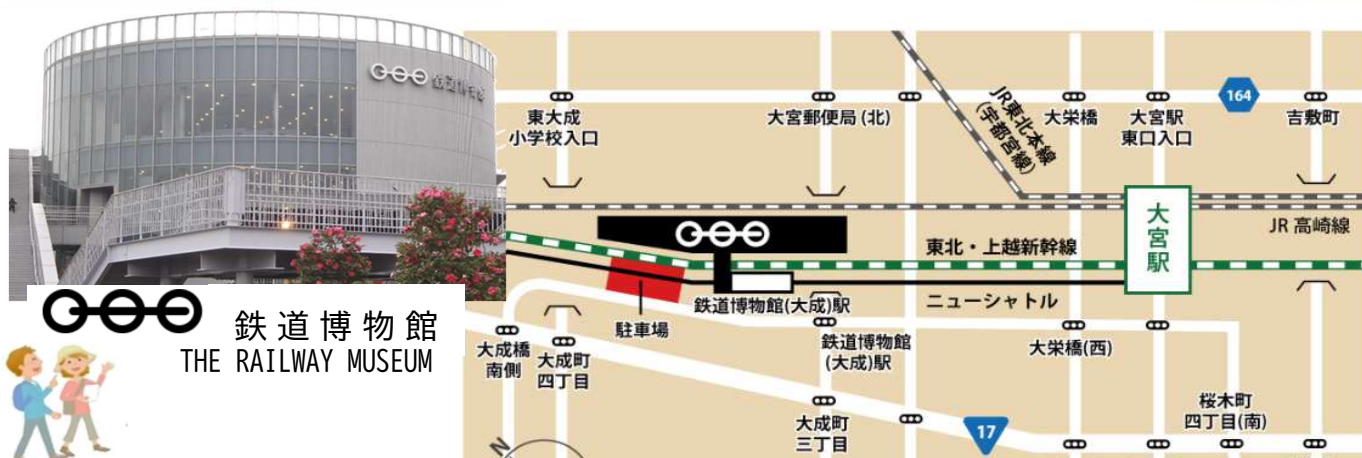 鉄道博物館
鉄道博物館
THE RAILWAY MUSEUM
東大成
小学校入口
大宮郵便局(北)
JR東北本線
(宇都宮線)
大栄橋
大宮駅
東口入口
164
吉敷町
大宮駅
JR 高崎線
東北・上越新幹線
ニューシャトル
鉄道博物館(大成)駅
駐車場
大成橋
南側
大成町
四丁目
鉄道博物館
(大成)駅
大栄橋(西)
大成町
三丁目
17
桜木町
四丁目(南)
N